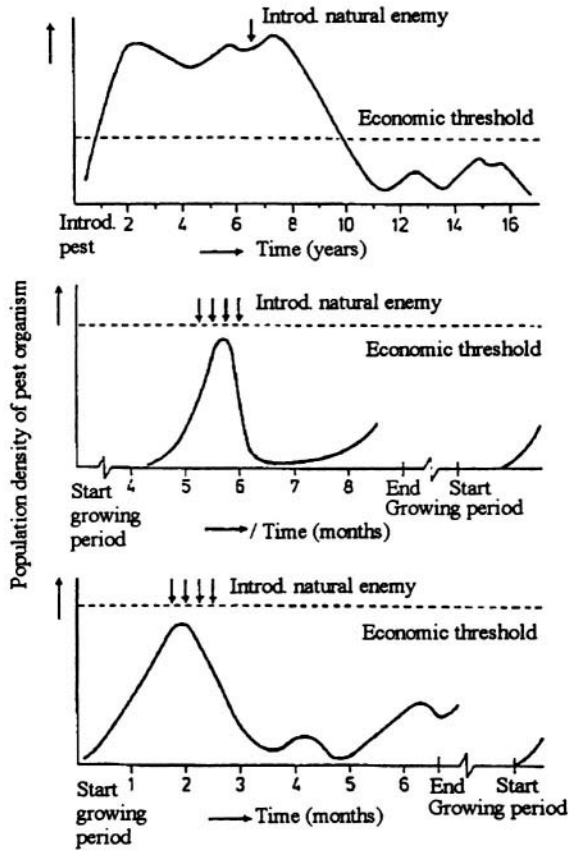 Introd. natural enemy
Economic threshold
2 4 6 8 10 12 14 16
Introd.
pest
Time (years)
Population density of pest organism
Introd. natural enemy
Economic threshold
4 5 6 7 8
Start
growing
period
End
Start
Growing period
/ Time (months)
Introd. natural enemy
Economic threshold
1 2 3 4 5 6
Start
growing
period
End
Start
Growing period
Time (months)